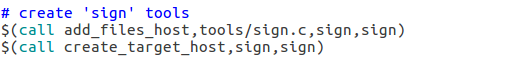 # create 'sign' tools
$(call add_files_host,tools/sign.c,sign,sign)
$(call create_target_host,sign,sign)